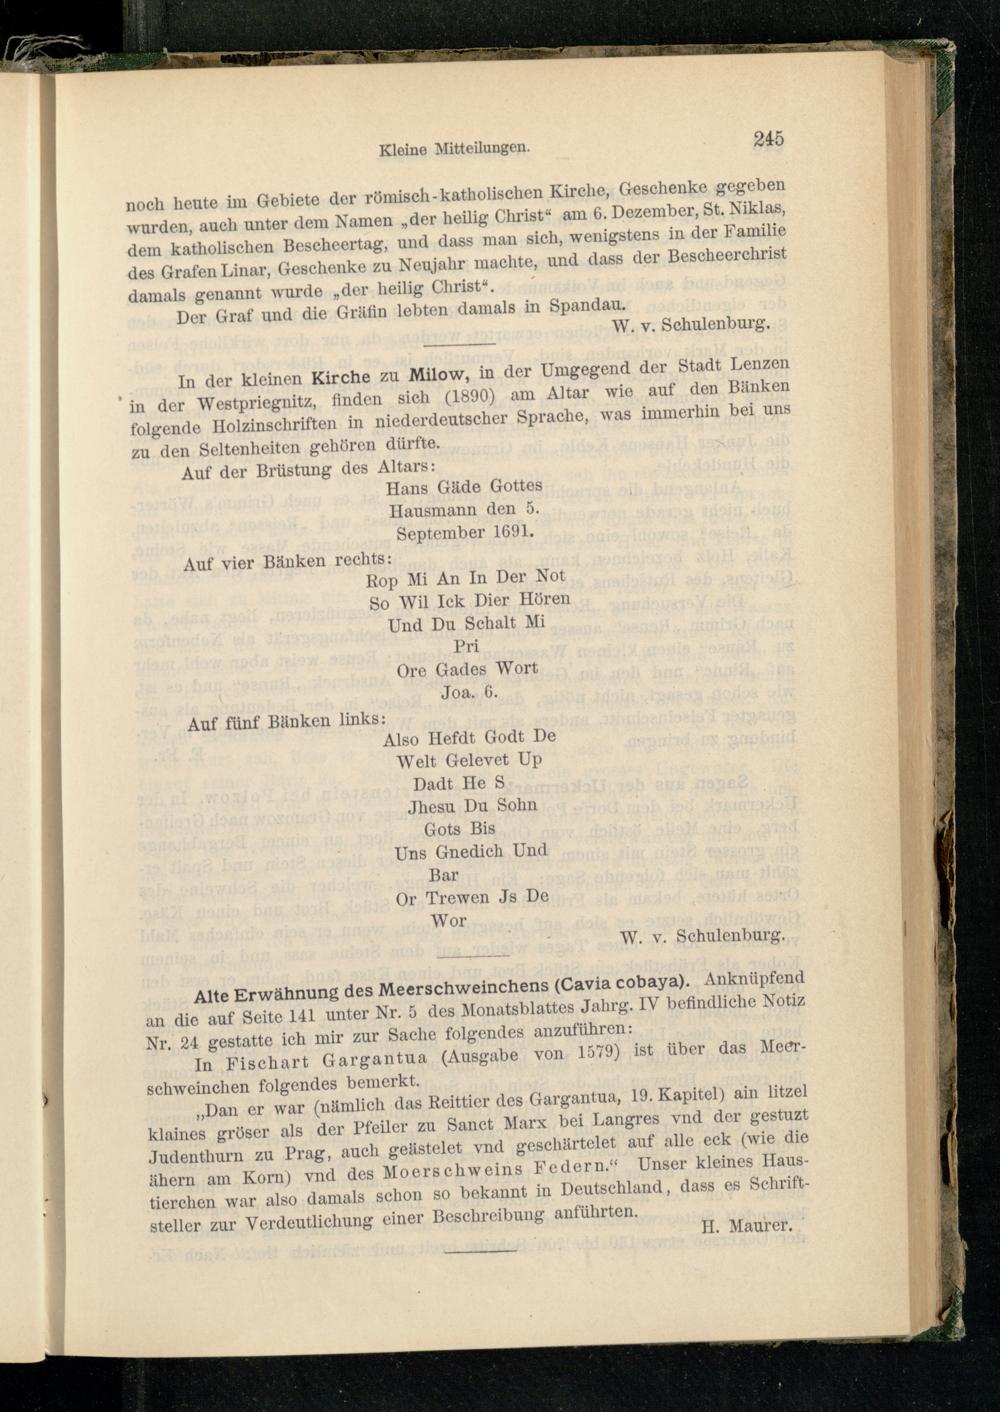 Kleine Mitteilungen.
245
noch heute im Gebiete der römisch-katholischen Kirche, Geschenke gegeben
wurden, auch unter dem Namen „der heilig Christ“ am 6. Dezember, St. Niklas,
dem katholischen Bescheertag, und dass man sich, wenigstens in der Familie
des Grafen Linar, Geschenke zu Neujahr machte, und dass der Bescheerchrist
damals genannt wurde „der heilig Christ“.
Der Graf und die Gräfin lebten damals in Spandau.
W. v. Schulenburg.
In der kleinen Kirche zu Milow, in der Umgegend der Stadt Lenzen
in der Westpriegnitz, finden sich (1890) am Altar wie auf den Bänken
folgende Holzinschriften in niederdeutscher Sprache, was immerhin bei uns
zu den Seltenheiten gehören dürfte.
Auf der Brüstung des Altars:
Hans Gäde Gottes
Hausmann den 5.
September 1691.
Auf vier Bänken rechts:
Rop Mi An In Der Not
So Wil Ick Dier Hören
Und Du Schalt Mi
Pri
Ore Gades Wort
Joa. 6.
Auf fünf Bänken links:
Also Hefdt Godt De
Welt Gelevet Up
Dadt He S
Jhesu Du Sohn
Gots Bis
Uns Gnedich Und
Bar
Or Trewen Js De
Wor
W. v. Schulenburg.
Alte Erwähnung des Meerschweinchens (Cavia cobaya). Anknüpfend
an die auf Seite 141 unter Nr. 5 des Monatsblattes Jahrg. IV befindliche Notiz
Nr. 24 gestatte ich mir zur Sache folgendes anzuführen:
In Fischart Gargantua (Ausgabe von 1579) ist über das Meer-
schweinchen folgendes bemerkt.
„Dan er war (nämlich das Reittier des Gargantua, 19. Kapitel) ain litzel
klaines gröser als der Pfeiler zu Sanct Marx bei Langres vnd der gestuzt
Judenthurn zu Prag, auch geästelet vnd geschärtelet auf alle eck (wie die
ähern am Korn) vnd des Moerschweins Federn.“ Unser kleines Haus-
tierchen war also damals schon so bekannt in Deutschland, dass es Schrift-
steller zur Verdeutlichung einer Beschreibung anführten.
H. Maurer.